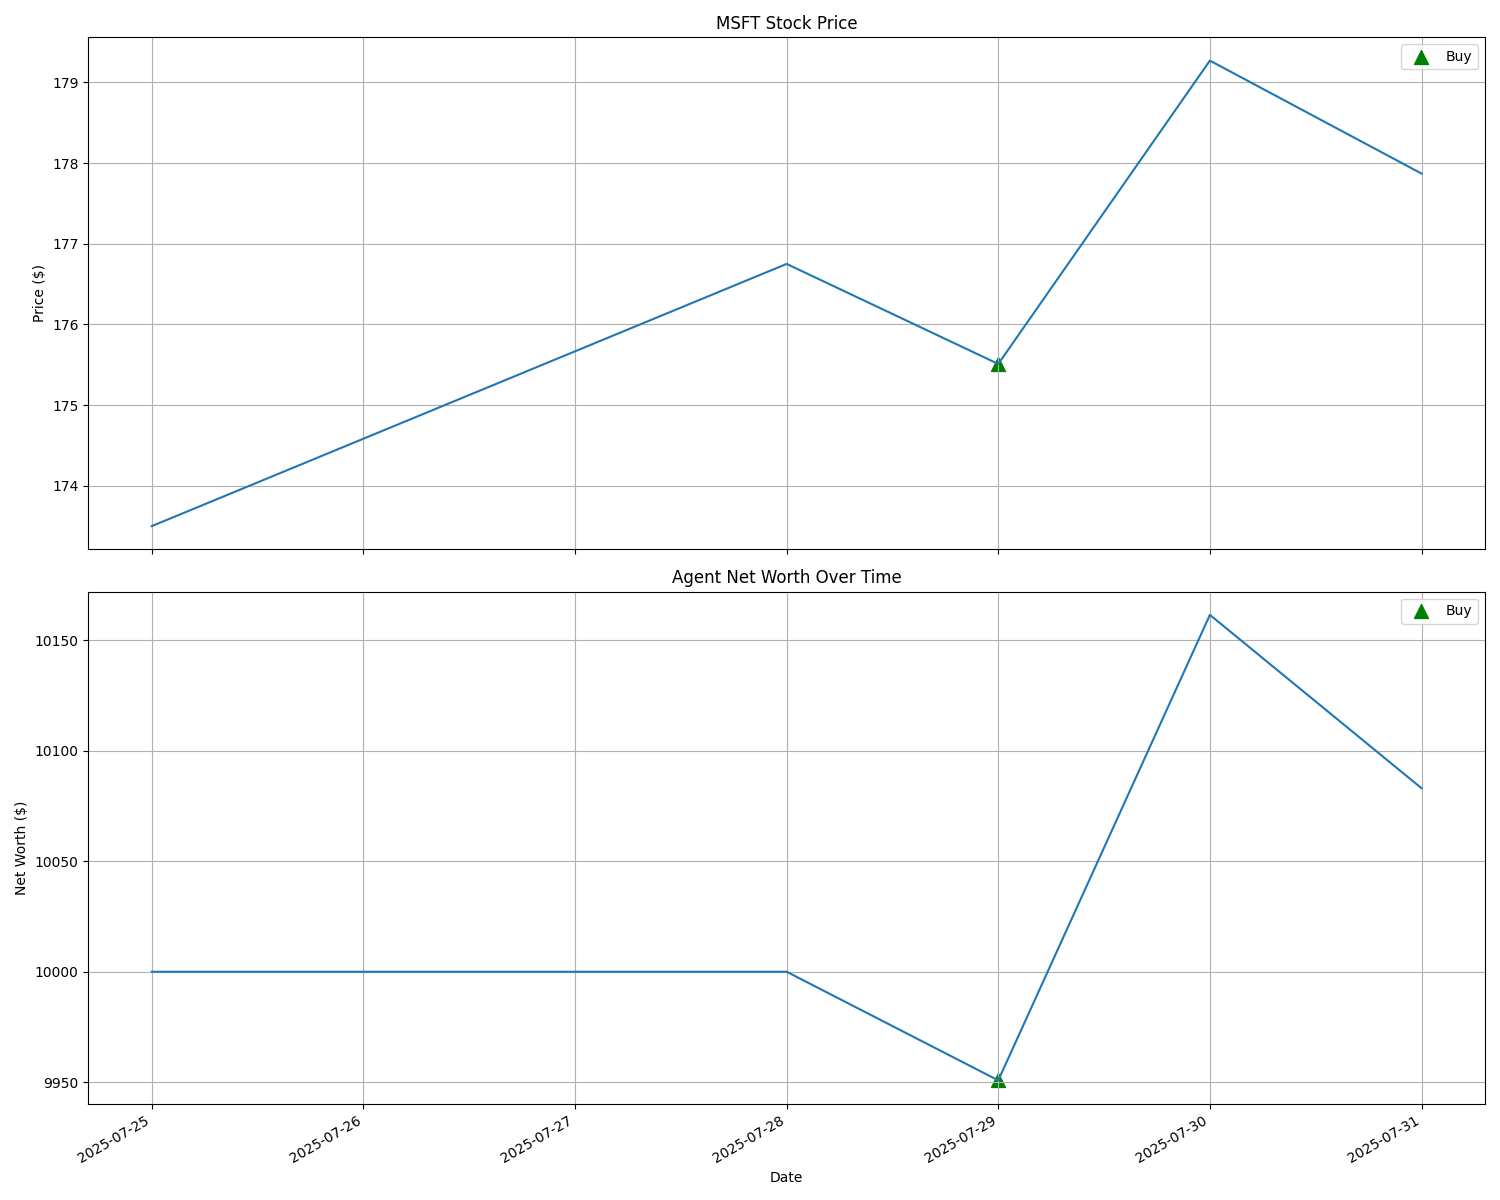 MSFT Stock Price
Buy
179
178
177
176
175
174
Price ($)
Agent Net Worth Over Time
Buy
10150
10100
10050
10000
9950
Net Worth ($)
2025-07-25
2025-07-26
2025-07-27
2025-07-28
2025-07-29
2025-07-30
2025-07-31
Date